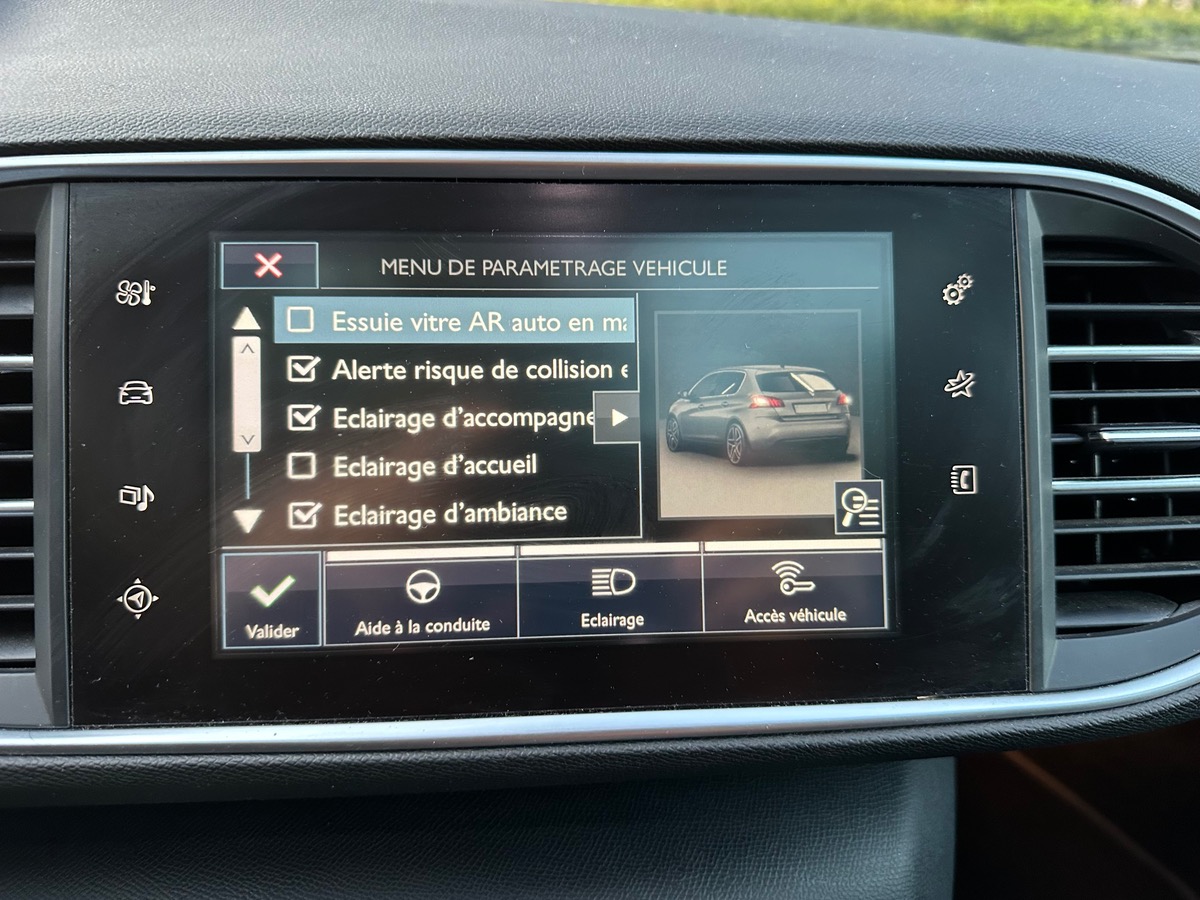 MENU DE PARAMETRAGE VEHICULE
Essuie vitre AR auto en
Alerte risque de collision
Eclairage d'accompagne
Eclairage d'accueil
Eclairage d'ambiance
Valider
Aide à la conduite
Eclairage
Accès véhicule